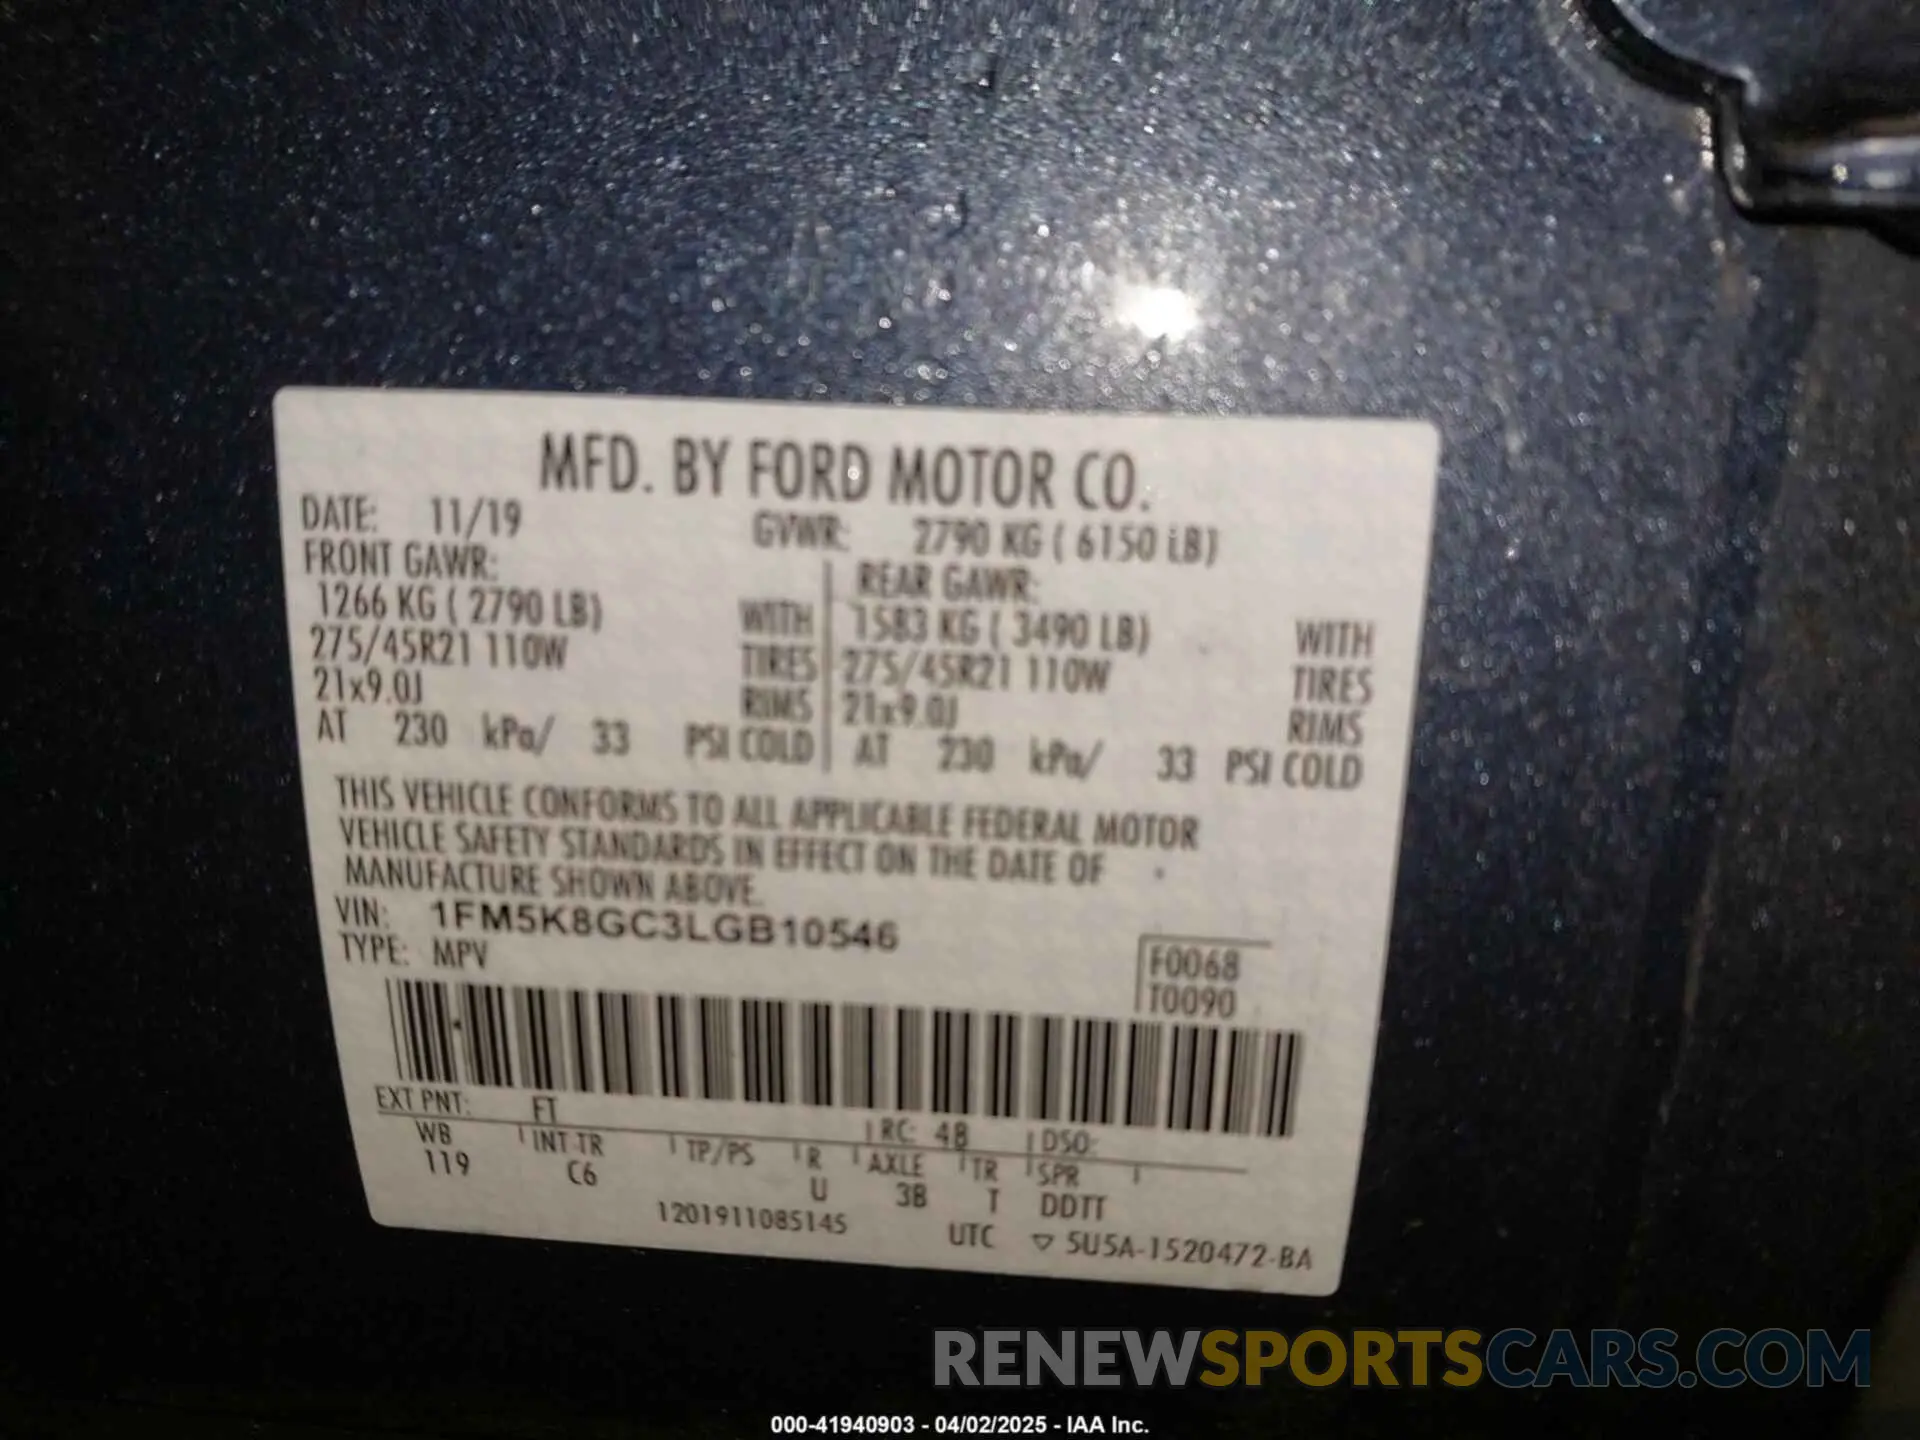 MFD. BY FORD MOTOR CO.
DATE: 11/19 GVWR: 2790 KG ( 6150 LB)
FRONT GAWR: REAR GAWR:
1266 KG ( 2790 LB) WITH 1583 KG ( 3490 LB) WITH
275/45R21 110W TIRES 275/45R21 110W TIRES
21x9.0J RIMS 21x9.0J RIMS
AT 230 kPa/ 33 PSI COLD AT 230 kPa/ 33 PSI COLD
THIS VEHICLE CONFORMS TO ALL APPLICABLE FEDERAL MOTOR
VEHICLE SAFETY STANDARDS IN EFFECT ON THE DATE OF
MANUFACTURE SHOWN ABOVE.
VIN: 1FM5K8GC3LGB10546
TYPE: MPV
F0068
T0090
EXT PNT: FT RC: 48 DSO:
WB INT TR TP/PS R AXLE TR SPR
119 C6 U 3B T DDTT
1201911085145 UTC ▽ 5U5A-1520472-BA
RENEWSPORTSCARS.COM
000-41940903 - 04/02/2025 - IAA Inc.